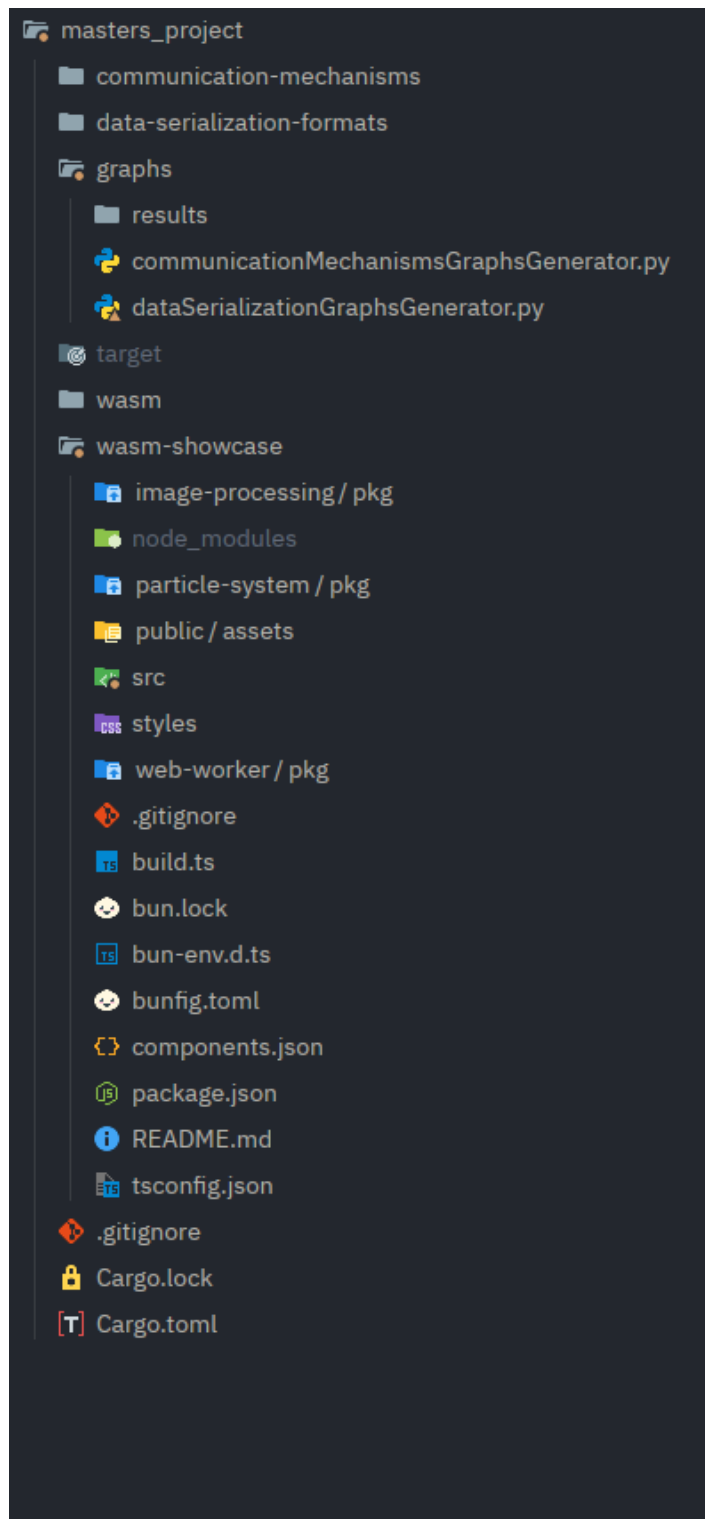 masters_project
communication-mechanisms
data-serialization-formats
graphs
results
communicationMechanismsGraphsGenerator.py
dataSerializationGraphsGenerator.py
target
wasm
wasm-showcase
image-processing / pkg
node_modules
particle-system / pkg
public / assets
src
styles
web-worker / pkg
.gitignore
build.ts
bun.lock
bun-env.d.ts
bunfig.toml
components.json
package.json
README.md
tsconfig.json
.gitignore
Cargo.lock
Cargo.toml